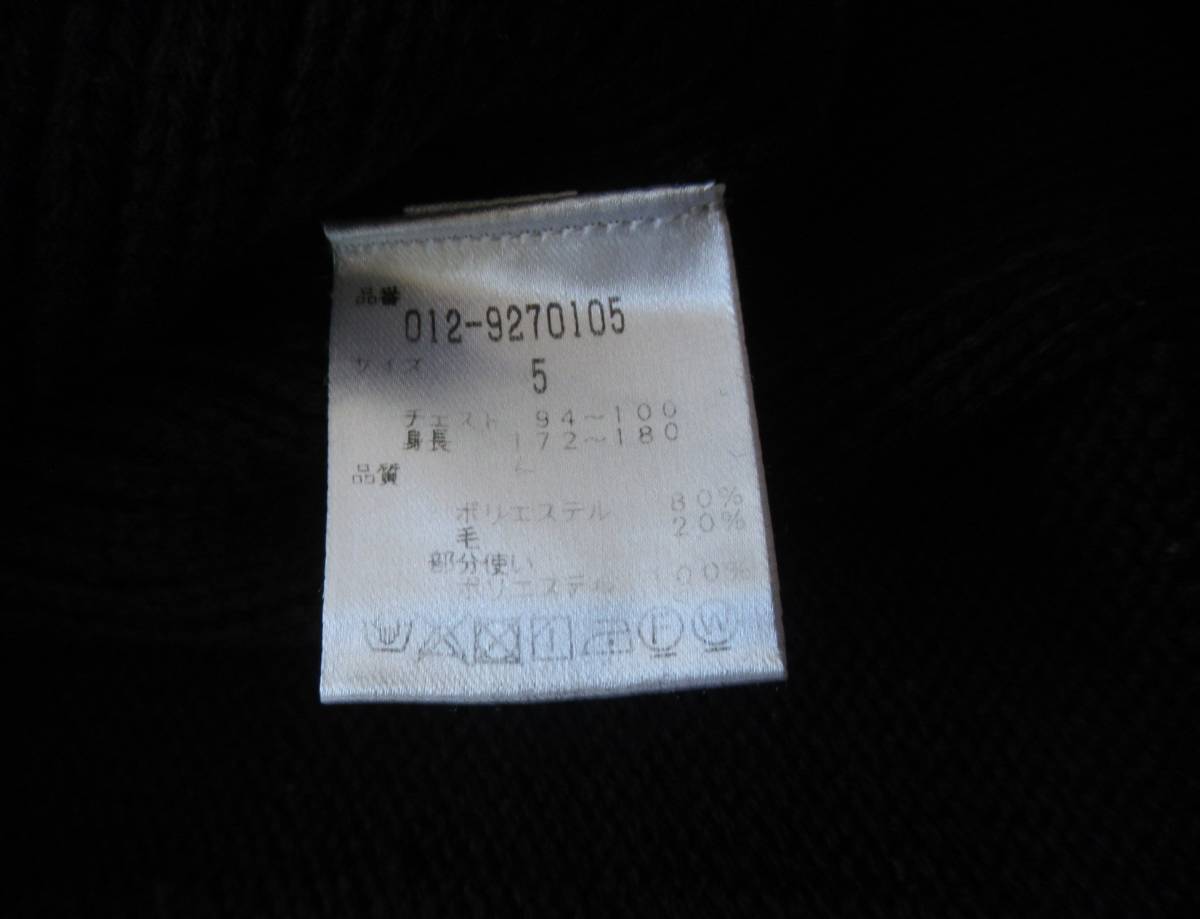 品番
012-9270105
サイズ 5
チェスト 94~100
身長 172~180
L
品質
ポリエステル 80%
毛 20%
部分使い
ポリエステル 100%
F W